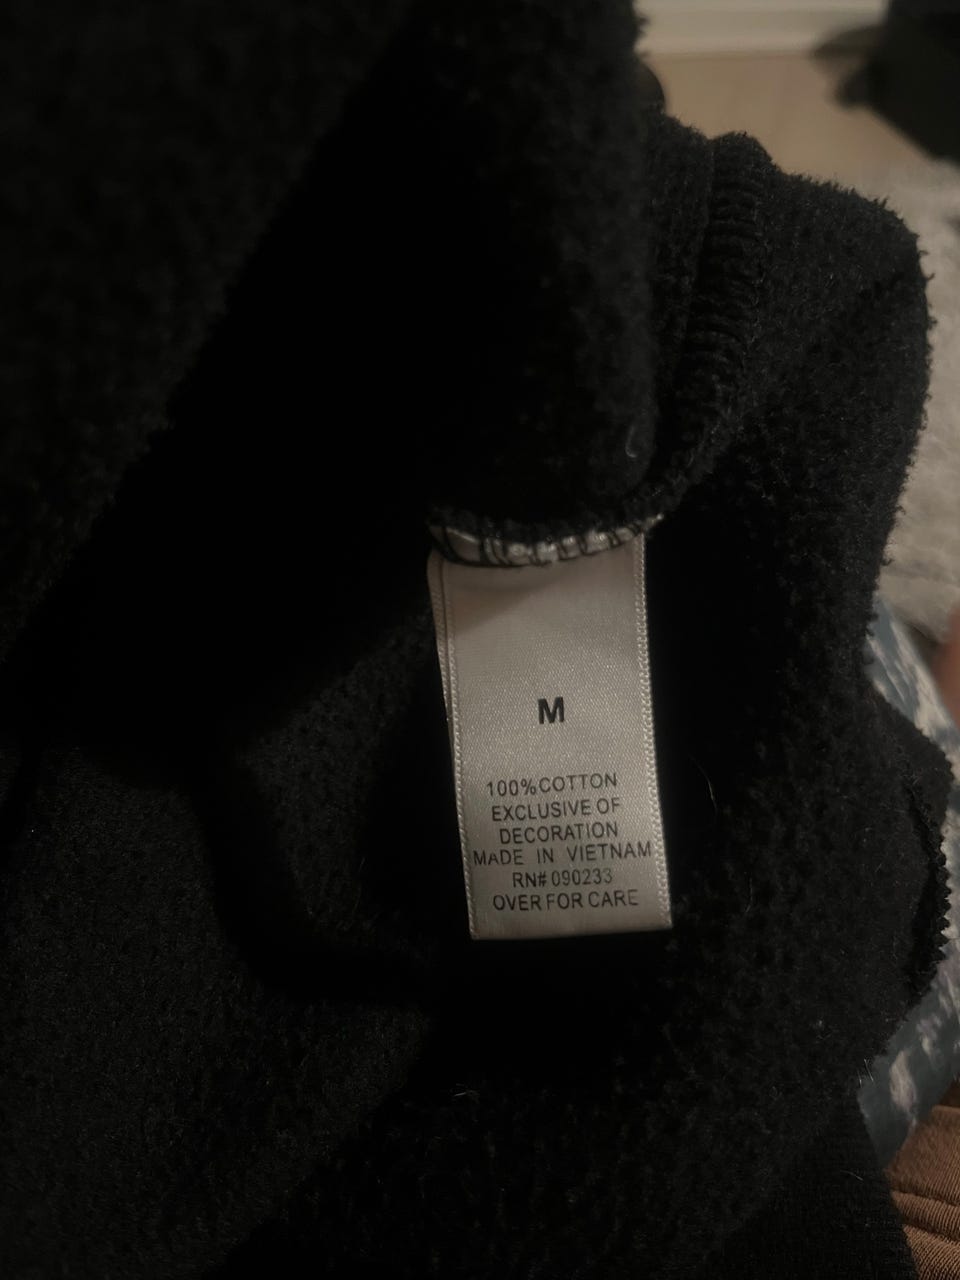 M
100%COTTON
EXCLUSIVE OF
DECORATION
MADE IN VIETNAM
RN# 090233
OVER FOR CARE